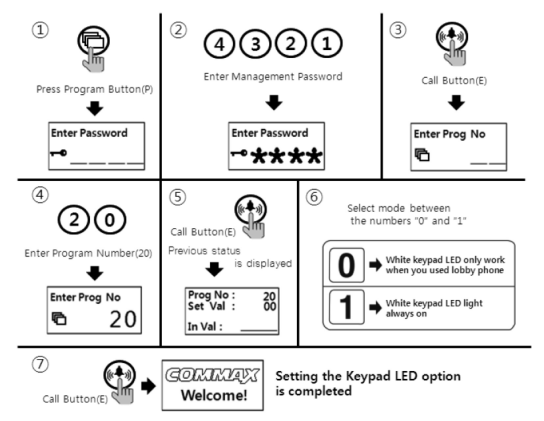 ①
Press Program Button(P)
Enter Password
②
4 3 2 1
Enter Management Password
Enter Password
****
③
Call Button(E)
Enter Prog No
④
2 0
Enter Program Number(20)
Enter Prog No
20
⑤
Call Button(E)
Previous status
is displayed
Prog No : 20
Set Val : 00
In Val :
⑥
Select mode between
the numbers "0" and "1"
0 White keypad LED only work
when you used lobby phone
1 White keypad LED light
always on
⑦
Call Button(E)
COMMAX
Welcome!
Setting the Keypad LED option
is completed